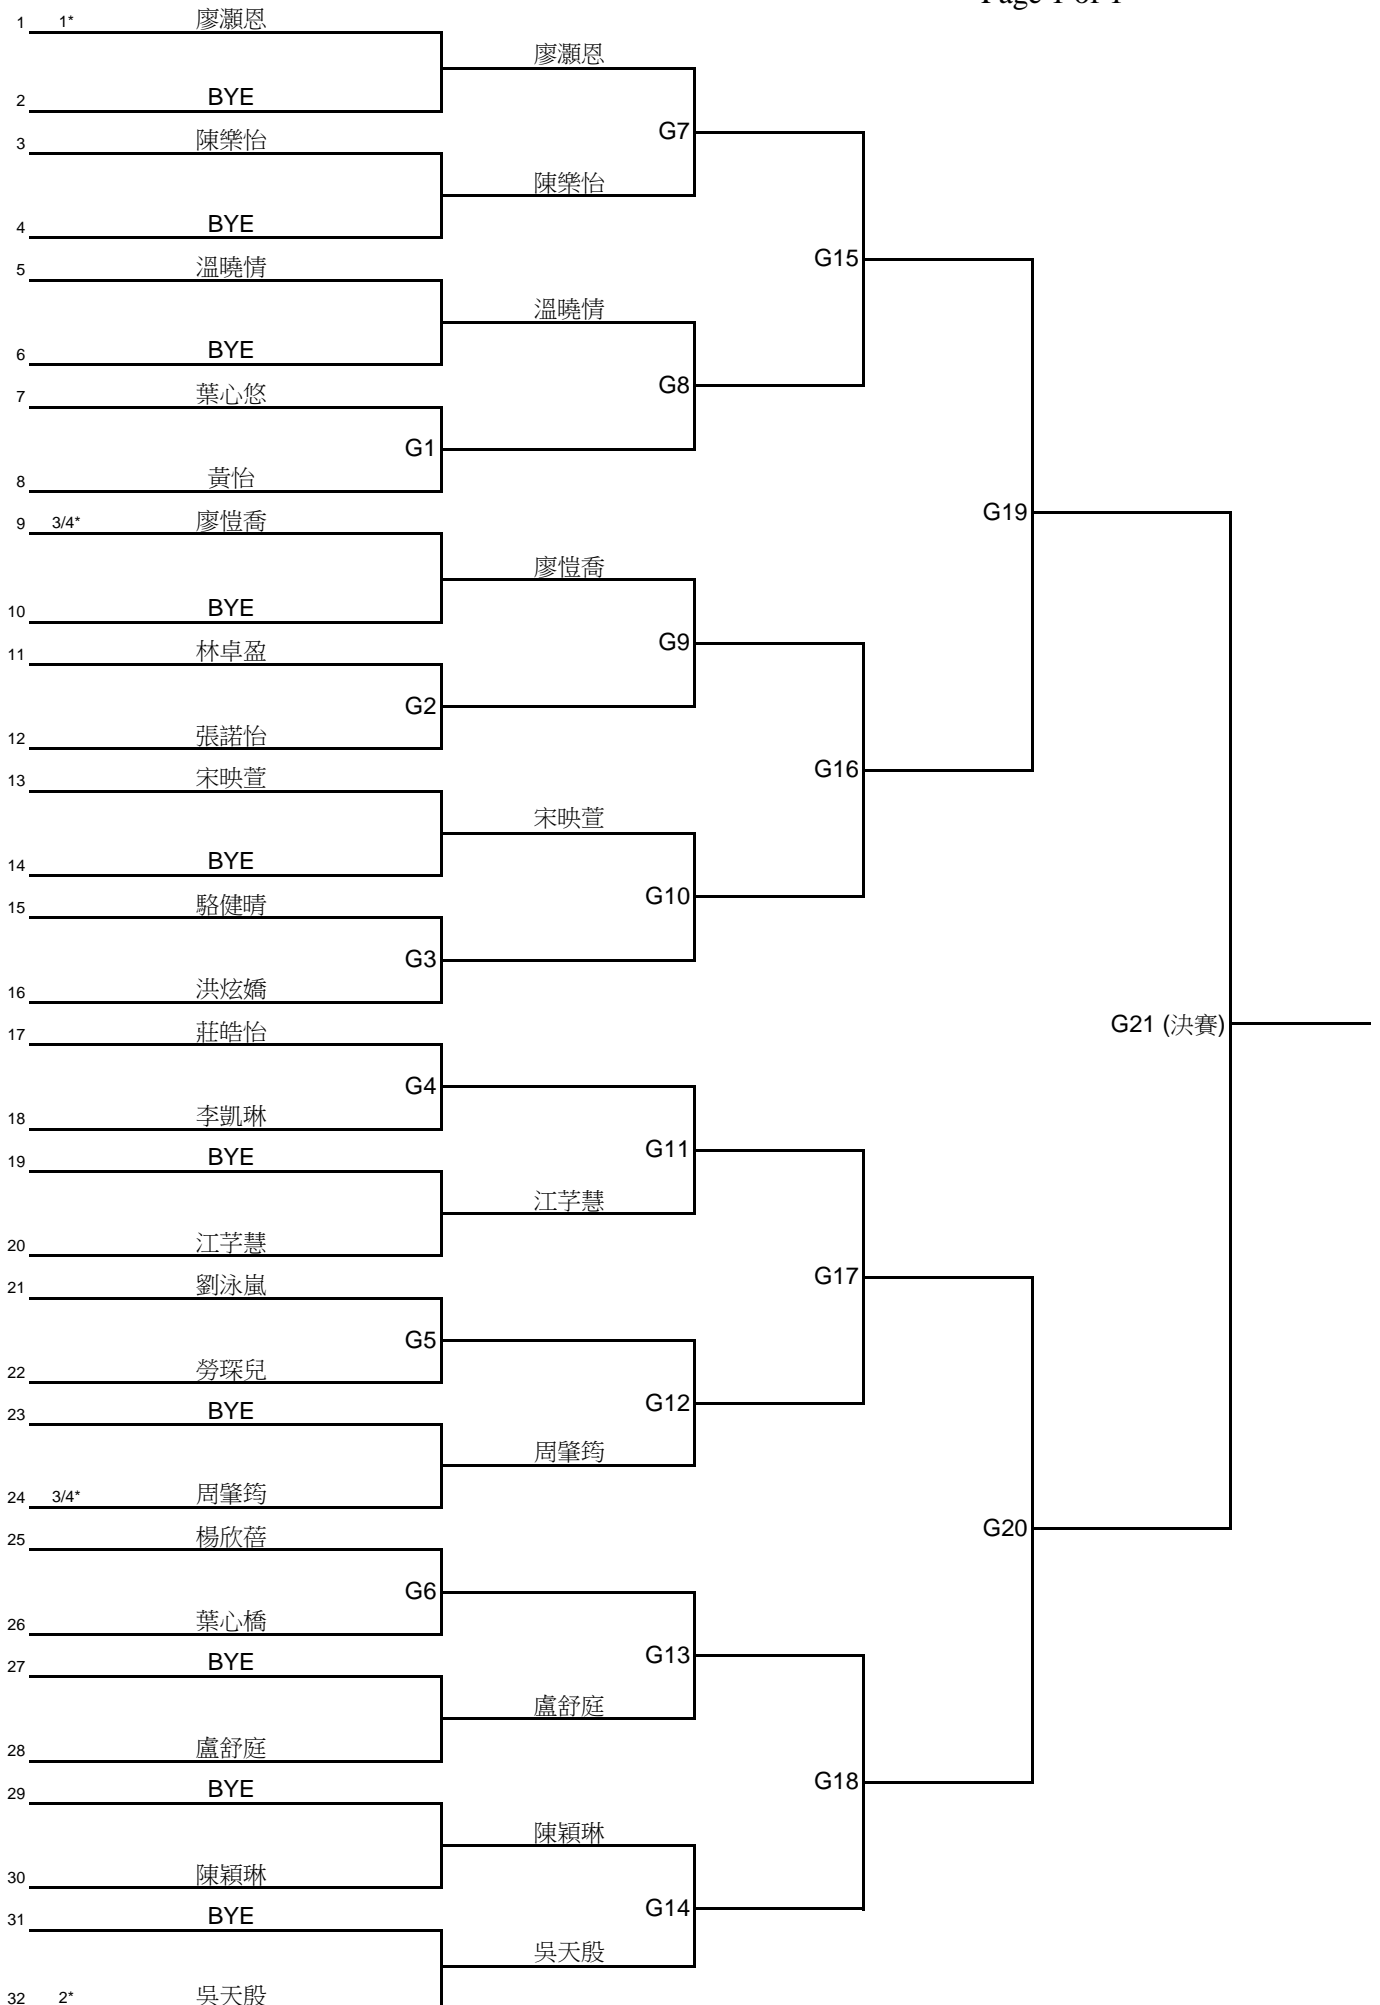 Page 1 of 1
1 1* 廖灝恩
廖灝恩
2 BYE
G7
3 陳樂怡
陳樂怡
4 BYE
G15
5 溫曉情
溫曉情
6 BYE
G8
7 葉心悠
G1
8 黃怡
G19
9 3/4* 廖愷喬
廖愷喬
10 BYE
G9
11 林卓盈
G2
12 張諾怡
G16
13 宋映萱
宋映萱
14 BYE
G10
15 駱健晴
G3
16 洪炫嬌
G21 (決賽)
17 莊皓怡
G4
18 李凱琳
G11
19 BYE
江芓慧
20 江芓慧
G17
21 劉泳嵐
G5
22 勞琛兒
G12
23 BYE
周肇筠
24 3/4* 周肇筠
G20
25 楊欣蓓
G6
26 葉心橋
G13
27 BYE
盧舒庭
28 盧舒庭
G18
29 BYE
陳穎琳
30 陳穎琳
G14
31 BYE
吳天殷
32 2* 吳天殷